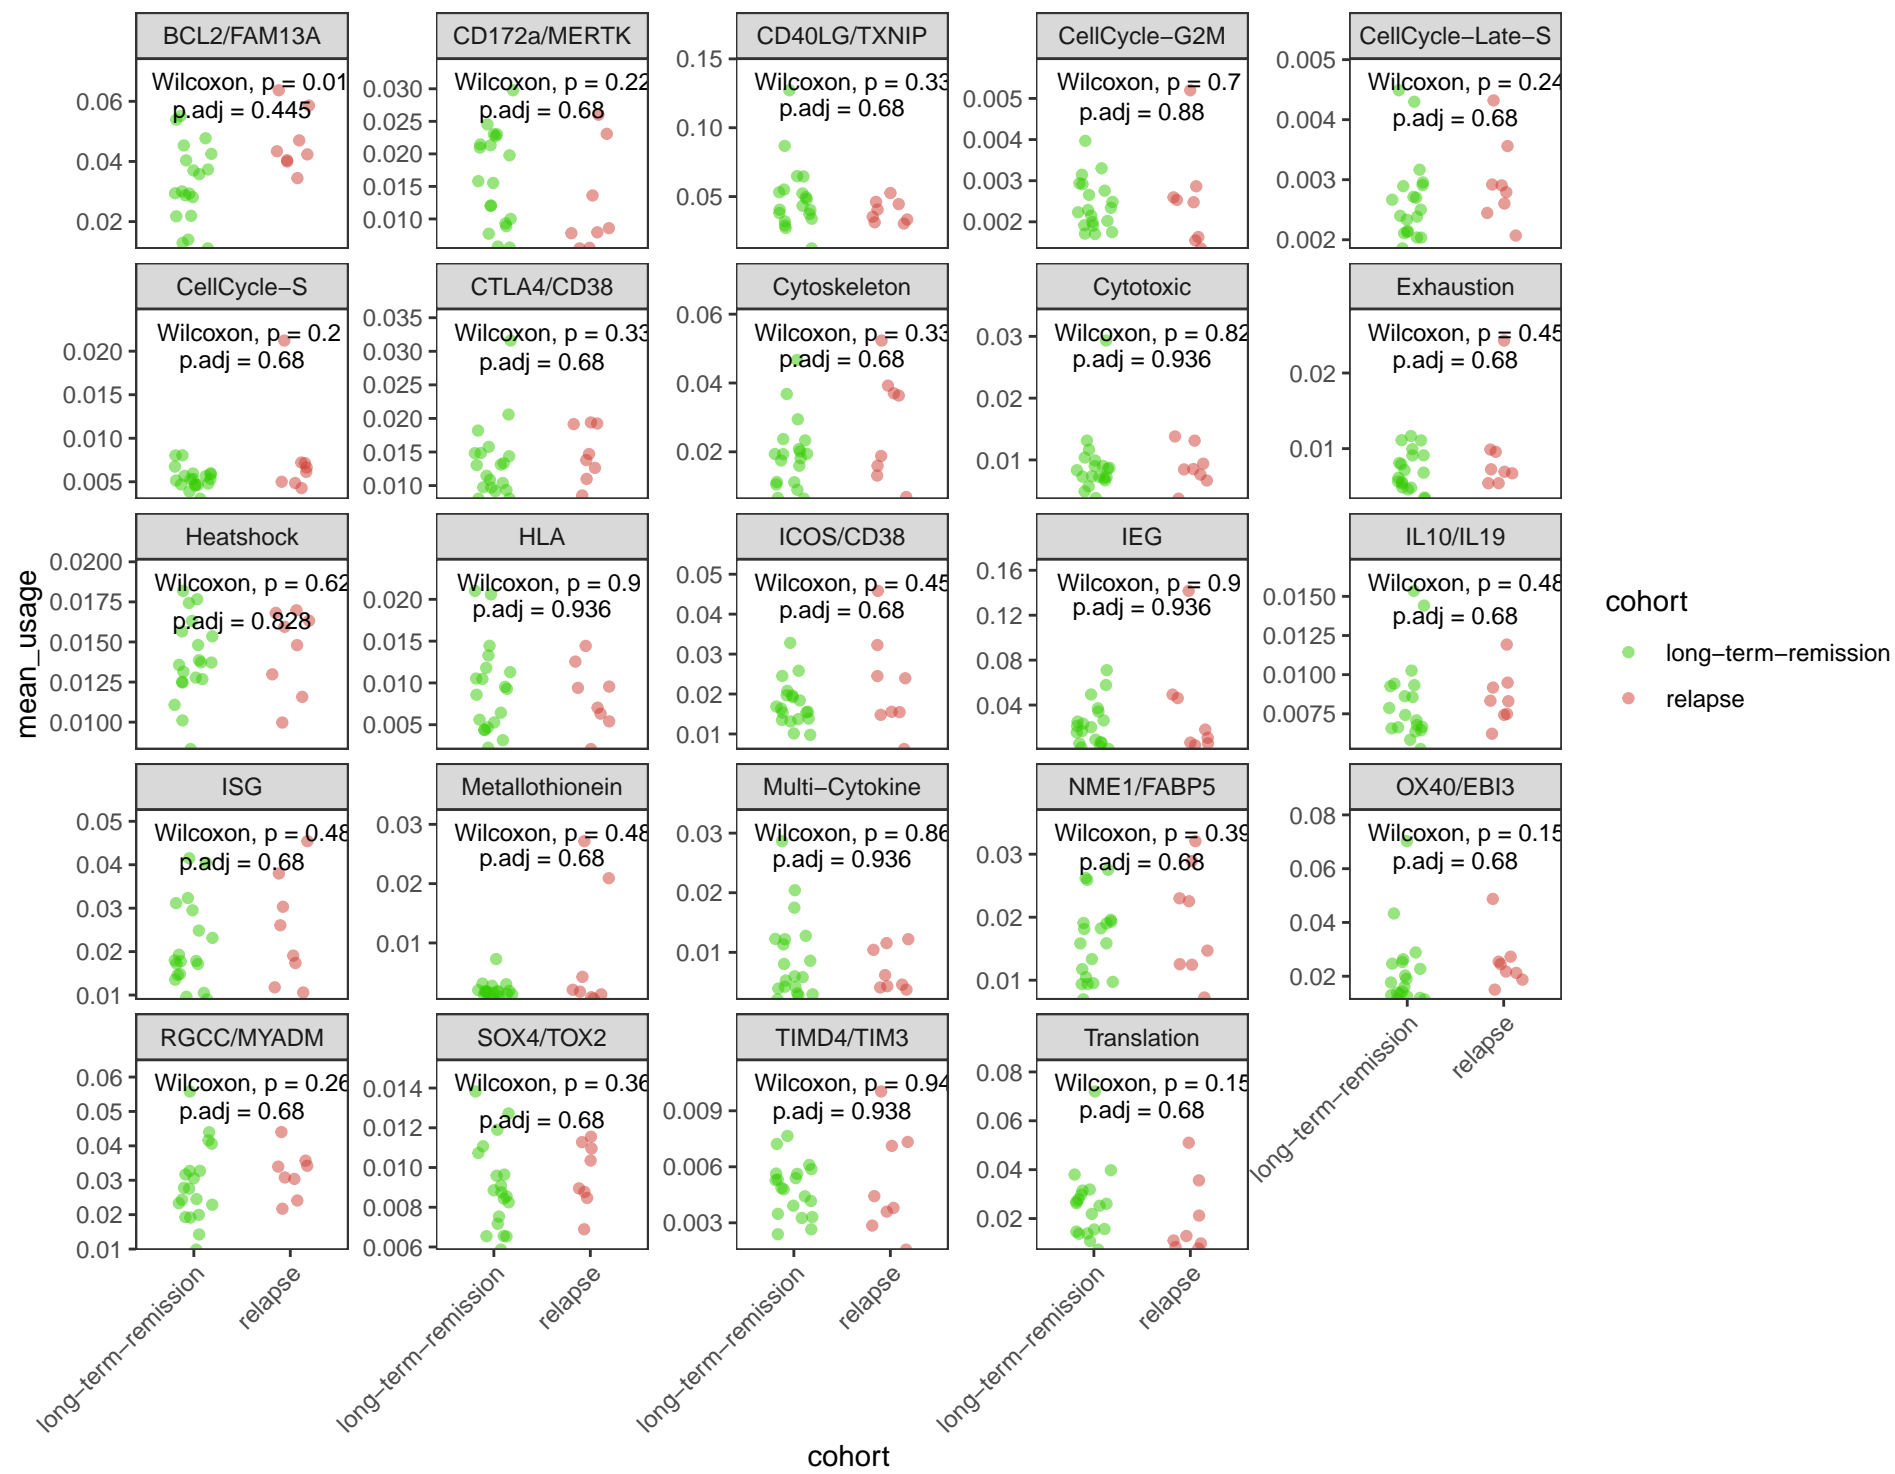 BCL2/FAM13A
CD172a/MERTK
CD40LG/TXNIP
CellCycle−G2M
CellCycle−Late−S
Wilcoxon, p = 0.01
p.adj = 0.445
0.06
0.04
0.02
Wilcoxon, p = 0.22
p.adj = 0.68
0.030
0.025
0.020
0.015
0.010
Wilcoxon, p = 0.33
p.adj = 0.68
0.15
0.10
0.05
Wilcoxon, p = 0.7
p.adj = 0.88
0.005
0.004
0.003
0.002
Wilcoxon, p = 0.24
p.adj = 0.68
0.005
0.004
0.003
0.002
CellCycle−S
CTLA4/CD38
Cytoskeleton
Cytotoxic
Exhaustion
Wilcoxon, p = 0.2
p.adj = 0.68
0.020
0.015
0.010
0.005
Wilcoxon, p = 0.33
p.adj = 0.68
0.035
0.030
0.025
0.020
0.015
0.010
Wilcoxon, p = 0.33
p.adj = 0.68
0.06
0.04
0.02
Wilcoxon, p = 0.82
p.adj = 0.936
0.03
0.02
0.01
Wilcoxon, p = 0.45
p.adj = 0.68
0.02
0.01
Heatshock
HLA
ICOS/CD38
IEG
IL10/IL19
Wilcoxon, p = 0.62
p.adj = 0.828
0.0200
0.0175
0.0150
0.0125
0.0100
Wilcoxon, p = 0.9
p.adj = 0.936
0.020
0.015
0.010
0.005
Wilcoxon, p = 0.45
p.adj = 0.68
0.05
0.04
0.03
0.02
0.01
Wilcoxon, p = 0.9
p.adj = 0.936
0.16
0.12
0.08
0.04
Wilcoxon, p = 0.48
p.adj = 0.68
0.0150
0.0125
0.0100
0.0075
ISG
Metallothionein
Multi−Cytokine
NME1/FABP5
OX40/EBI3
Wilcoxon, p = 0.48
p.adj = 0.68
0.05
0.04
0.03
0.02
0.01
Wilcoxon, p = 0.48
p.adj = 0.68
0.03
0.02
0.01
Wilcoxon, p = 0.86
p.adj = 0.936
0.03
0.02
0.01
Wilcoxon, p = 0.39
p.adj = 0.68
0.03
0.02
0.01
Wilcoxon, p = 0.15
p.adj = 0.68
0.08
0.06
0.04
0.02
RGCC/MYADM
SOX4/TOX2
TIMD4/TIM3
Translation
Wilcoxon, p = 0.26
p.adj = 0.68
0.06
0.05
0.04
0.03
0.02
0.01
Wilcoxon, p = 0.36
p.adj = 0.68
0.014
0.012
0.010
0.008
0.006
Wilcoxon, p = 0.94
p.adj = 0.938
0.009
0.006
0.003
Wilcoxon, p = 0.15
p.adj = 0.68
0.08
0.06
0.04
0.02
long−term−remission
relapse
long−term−remission
relapse
long−term−remission
relapse
long−term−remission
relapse
long−term−remission
relapse
mean_usage
cohort
cohort
long−term−remission
relapse